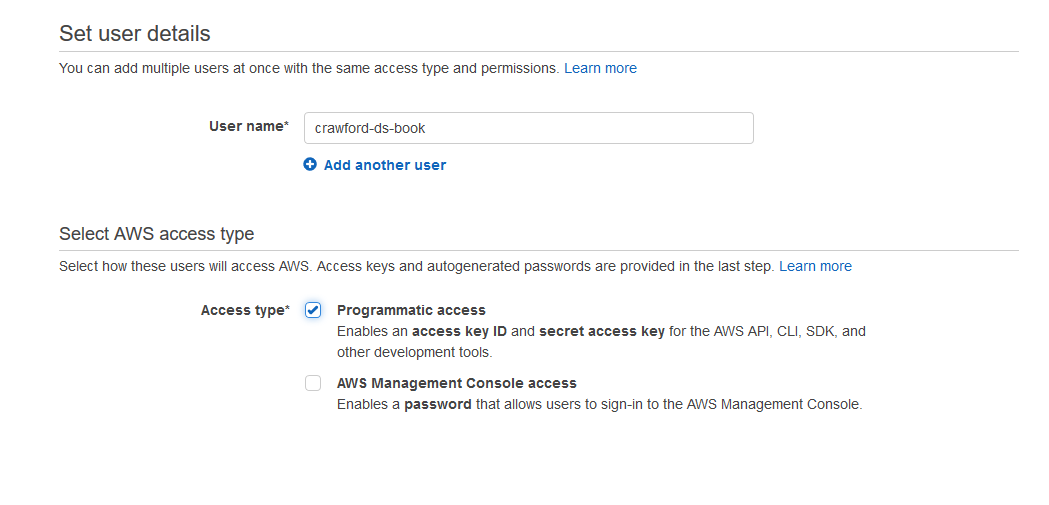 Set user details
You can add multiple users at once with the same access type and permissions. Learn more
User name* crawford-ds-book
Add another user
Select AWS access type
Select how these users will access AWS. Access keys and autogenerated passwords are provided in the last step. Learn more
Access type* Programmatic access
Enables an access key ID and secret access key for the AWS API, CLI, SDK, and
other development tools.
AWS Management Console access
Enables a password that allows users to sign-in to the AWS Management Console.